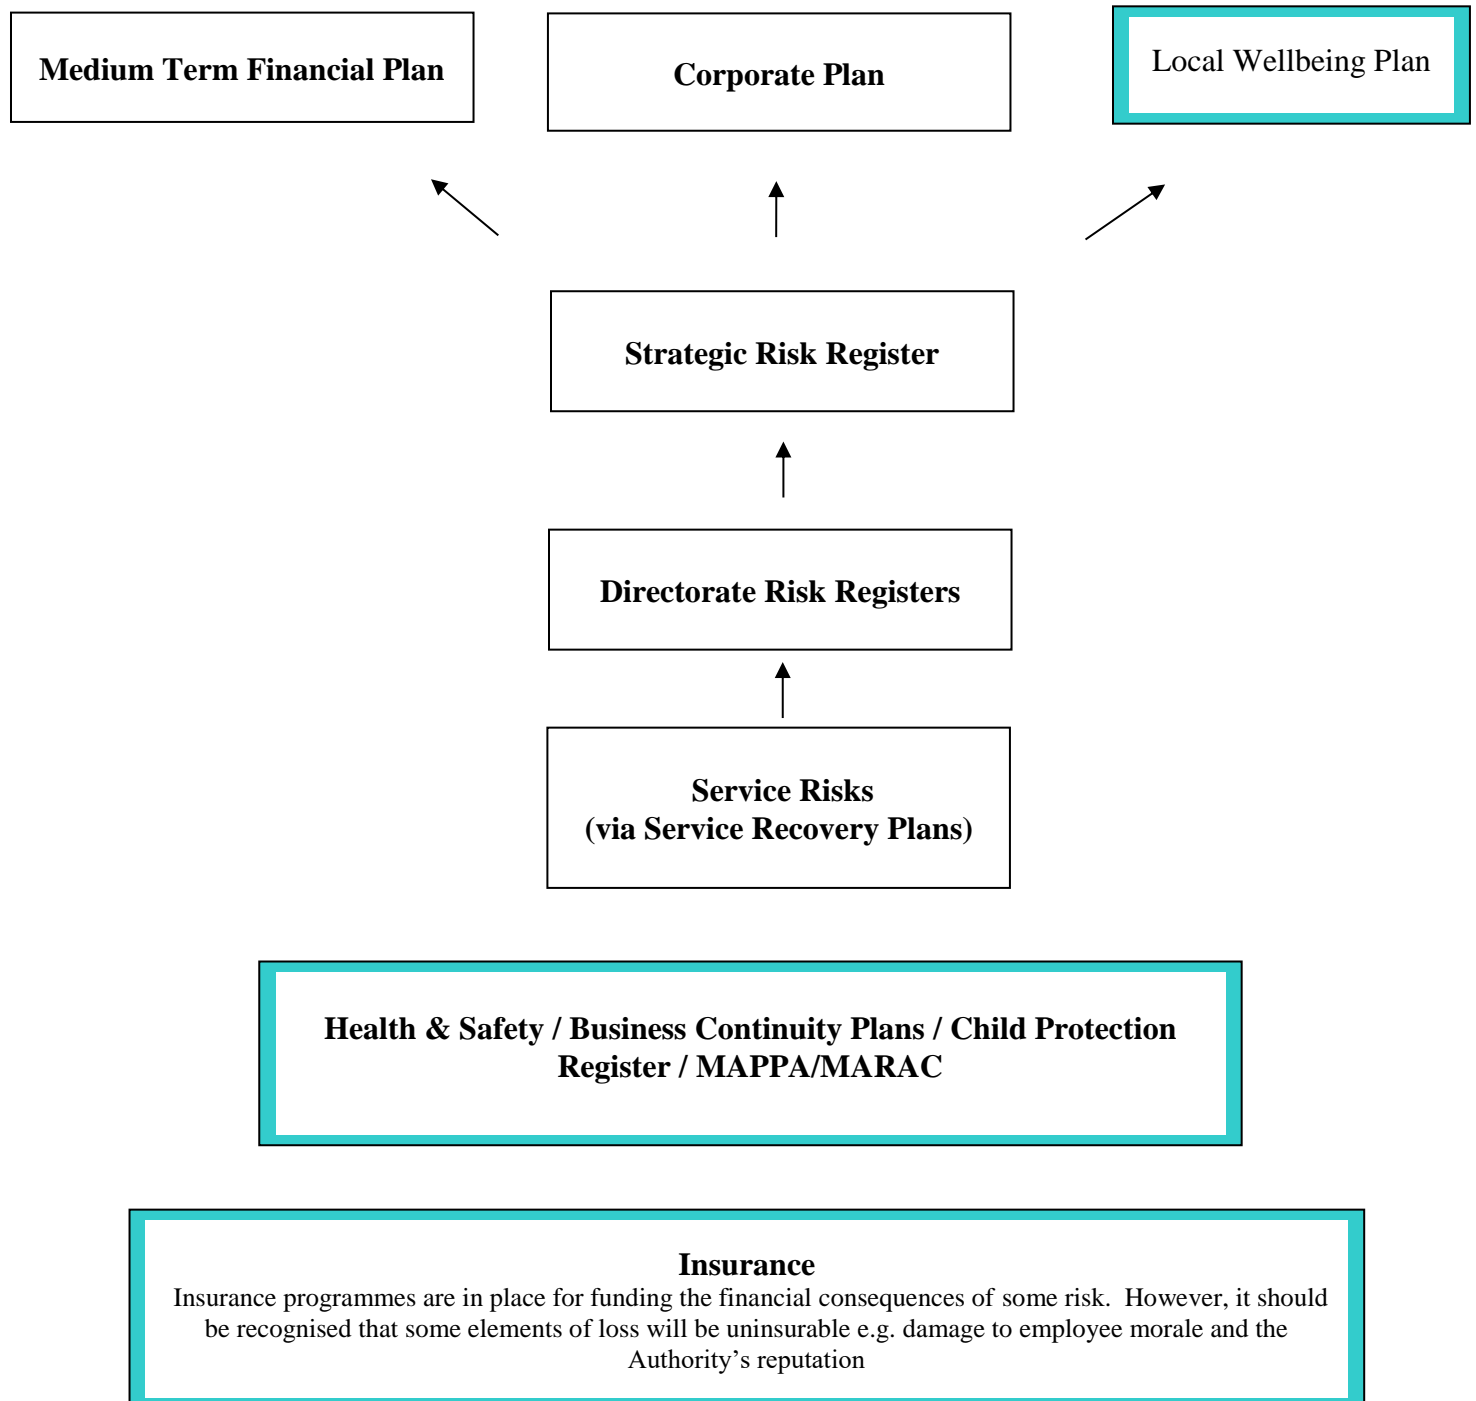 Medium Term Financial Plan
Corporate Plan
Local Wellbeing Plan
Strategic Risk Register
Directorate Risk Registers
Service Risks
(via Service Recovery Plans)
Health & Safety / Business Continuity Plans / Child Protection
Register / MAPPA/MARAC
Insurance
Insurance programmes are in place for funding the financial consequences of some risk.  However, it should
be recognised that some elements of loss will be uninsurable e.g. damage to employee morale and the
Authority’s reputation